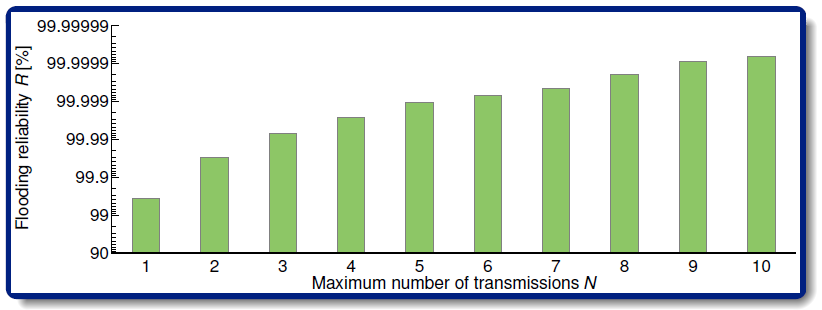 Flooding reliability R [%]
99.99999
99.9999
99.999
99.99
99.9
99
90
1 2 3 4 5 6 7 8 9 10
Maximum number of transmissions N